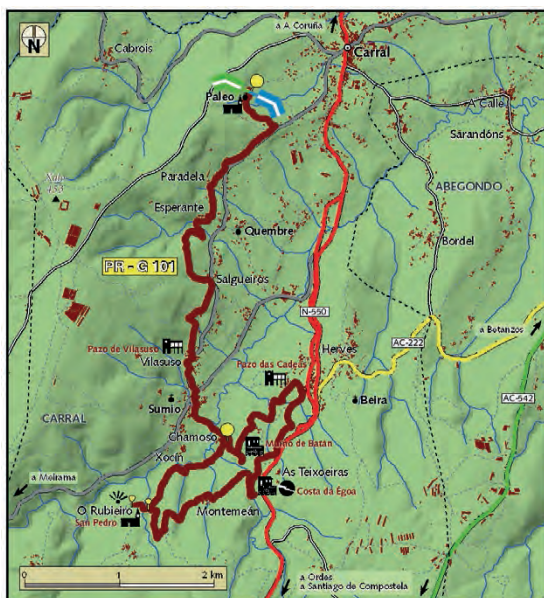 N
a A Coruña
Cabrois
Carral
Paleo
A Calle
Sarandóns
Paradela
ABEGONDO
Esperante
Quembre
Bordel
PR - G 101
Salgueiros
N-550
a Betanzos
Pazo de Vilasuso
Vilasuso
Herves
AC-222
Pazo das Cadeas
AC-542
CARRAL
Sumio
Beira
Chamoso
Xocín
Muíño de Batán
a Meirama
As Teixoeiras
Costa da Egoa
O Rubieiro
San Pedro
Montemeán
0 1 2 km
a Ordes
a Santiago de Compostela